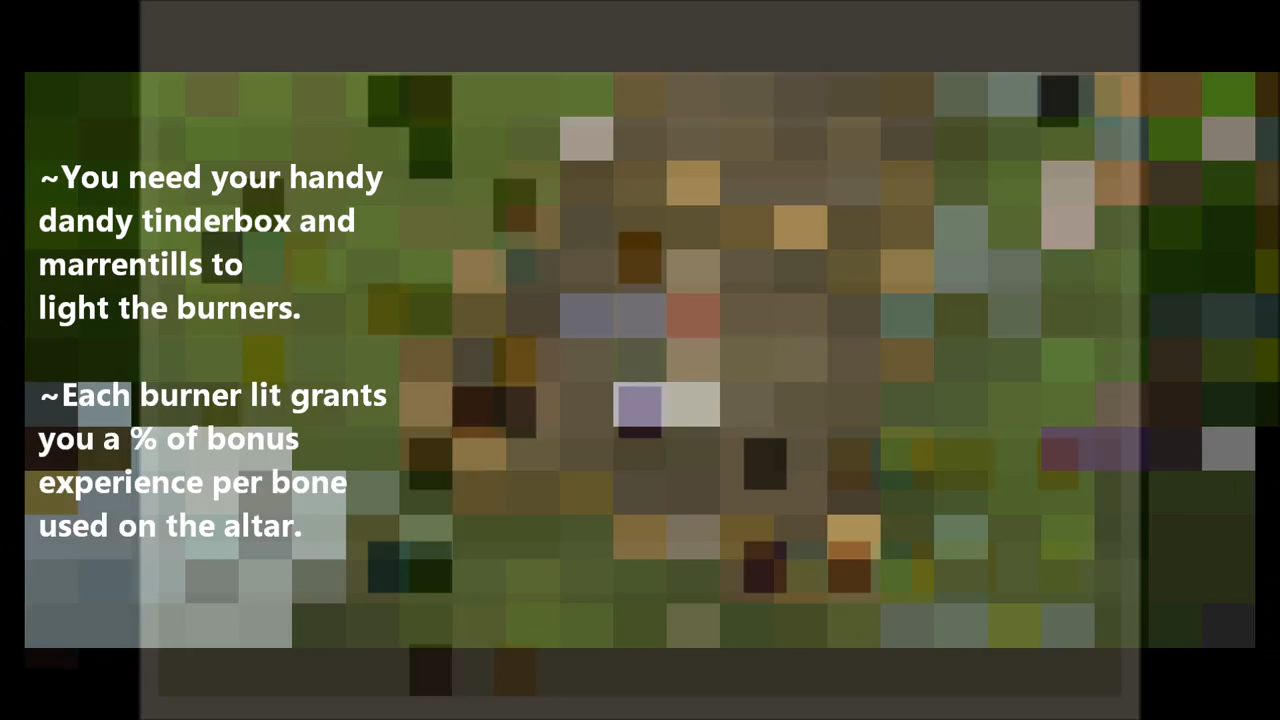 ~You need your handy
dandy tinderbox and
marrentills to
light the burners.
~Each burner lit grants
you a % of bonus
experience per bone
used on the altar.